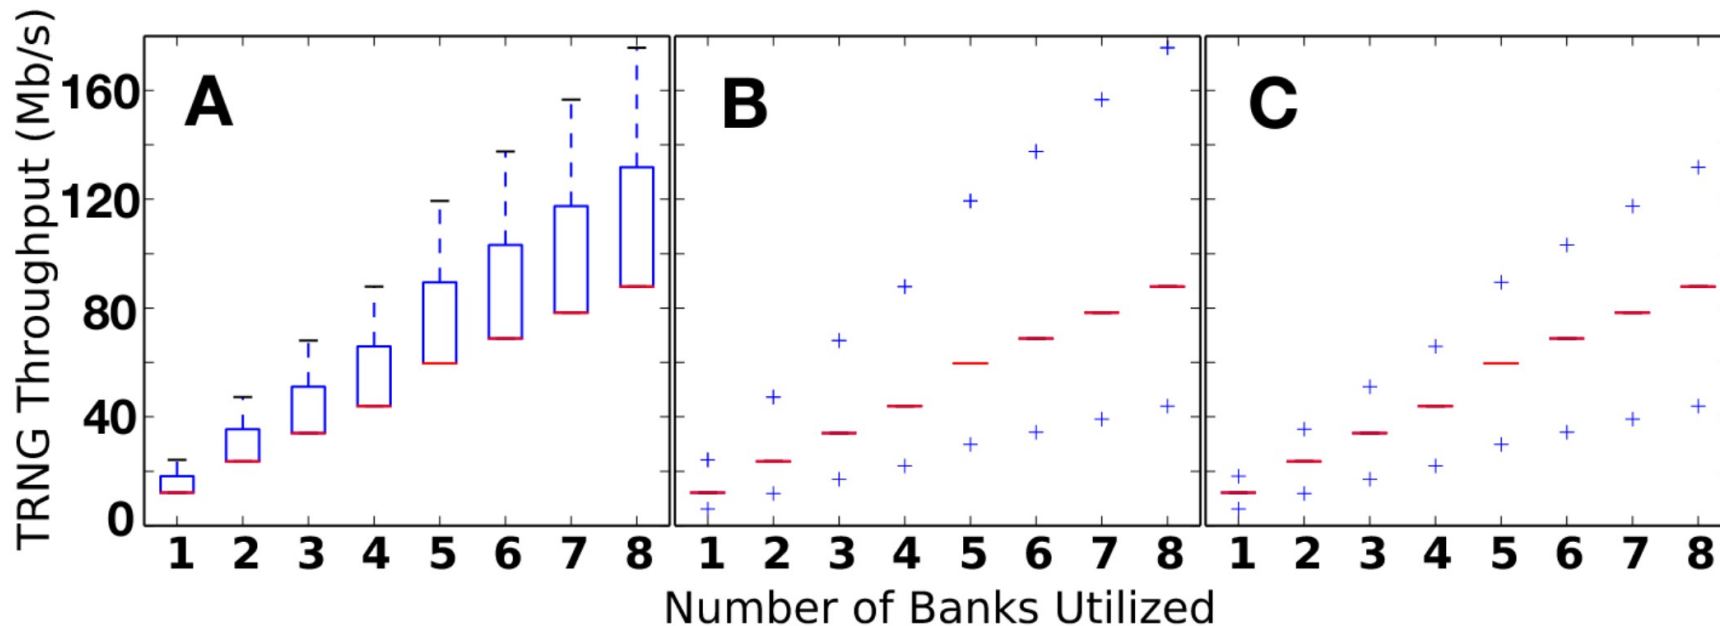 TRNG Throughput (Mb/s)
160
120
80
40
0
A
B
C
1 2 3 4 5 6 7 8
1 2 3 4 5 6 7 8
1 2 3 4 5 6 7 8
Number of Banks Utilized